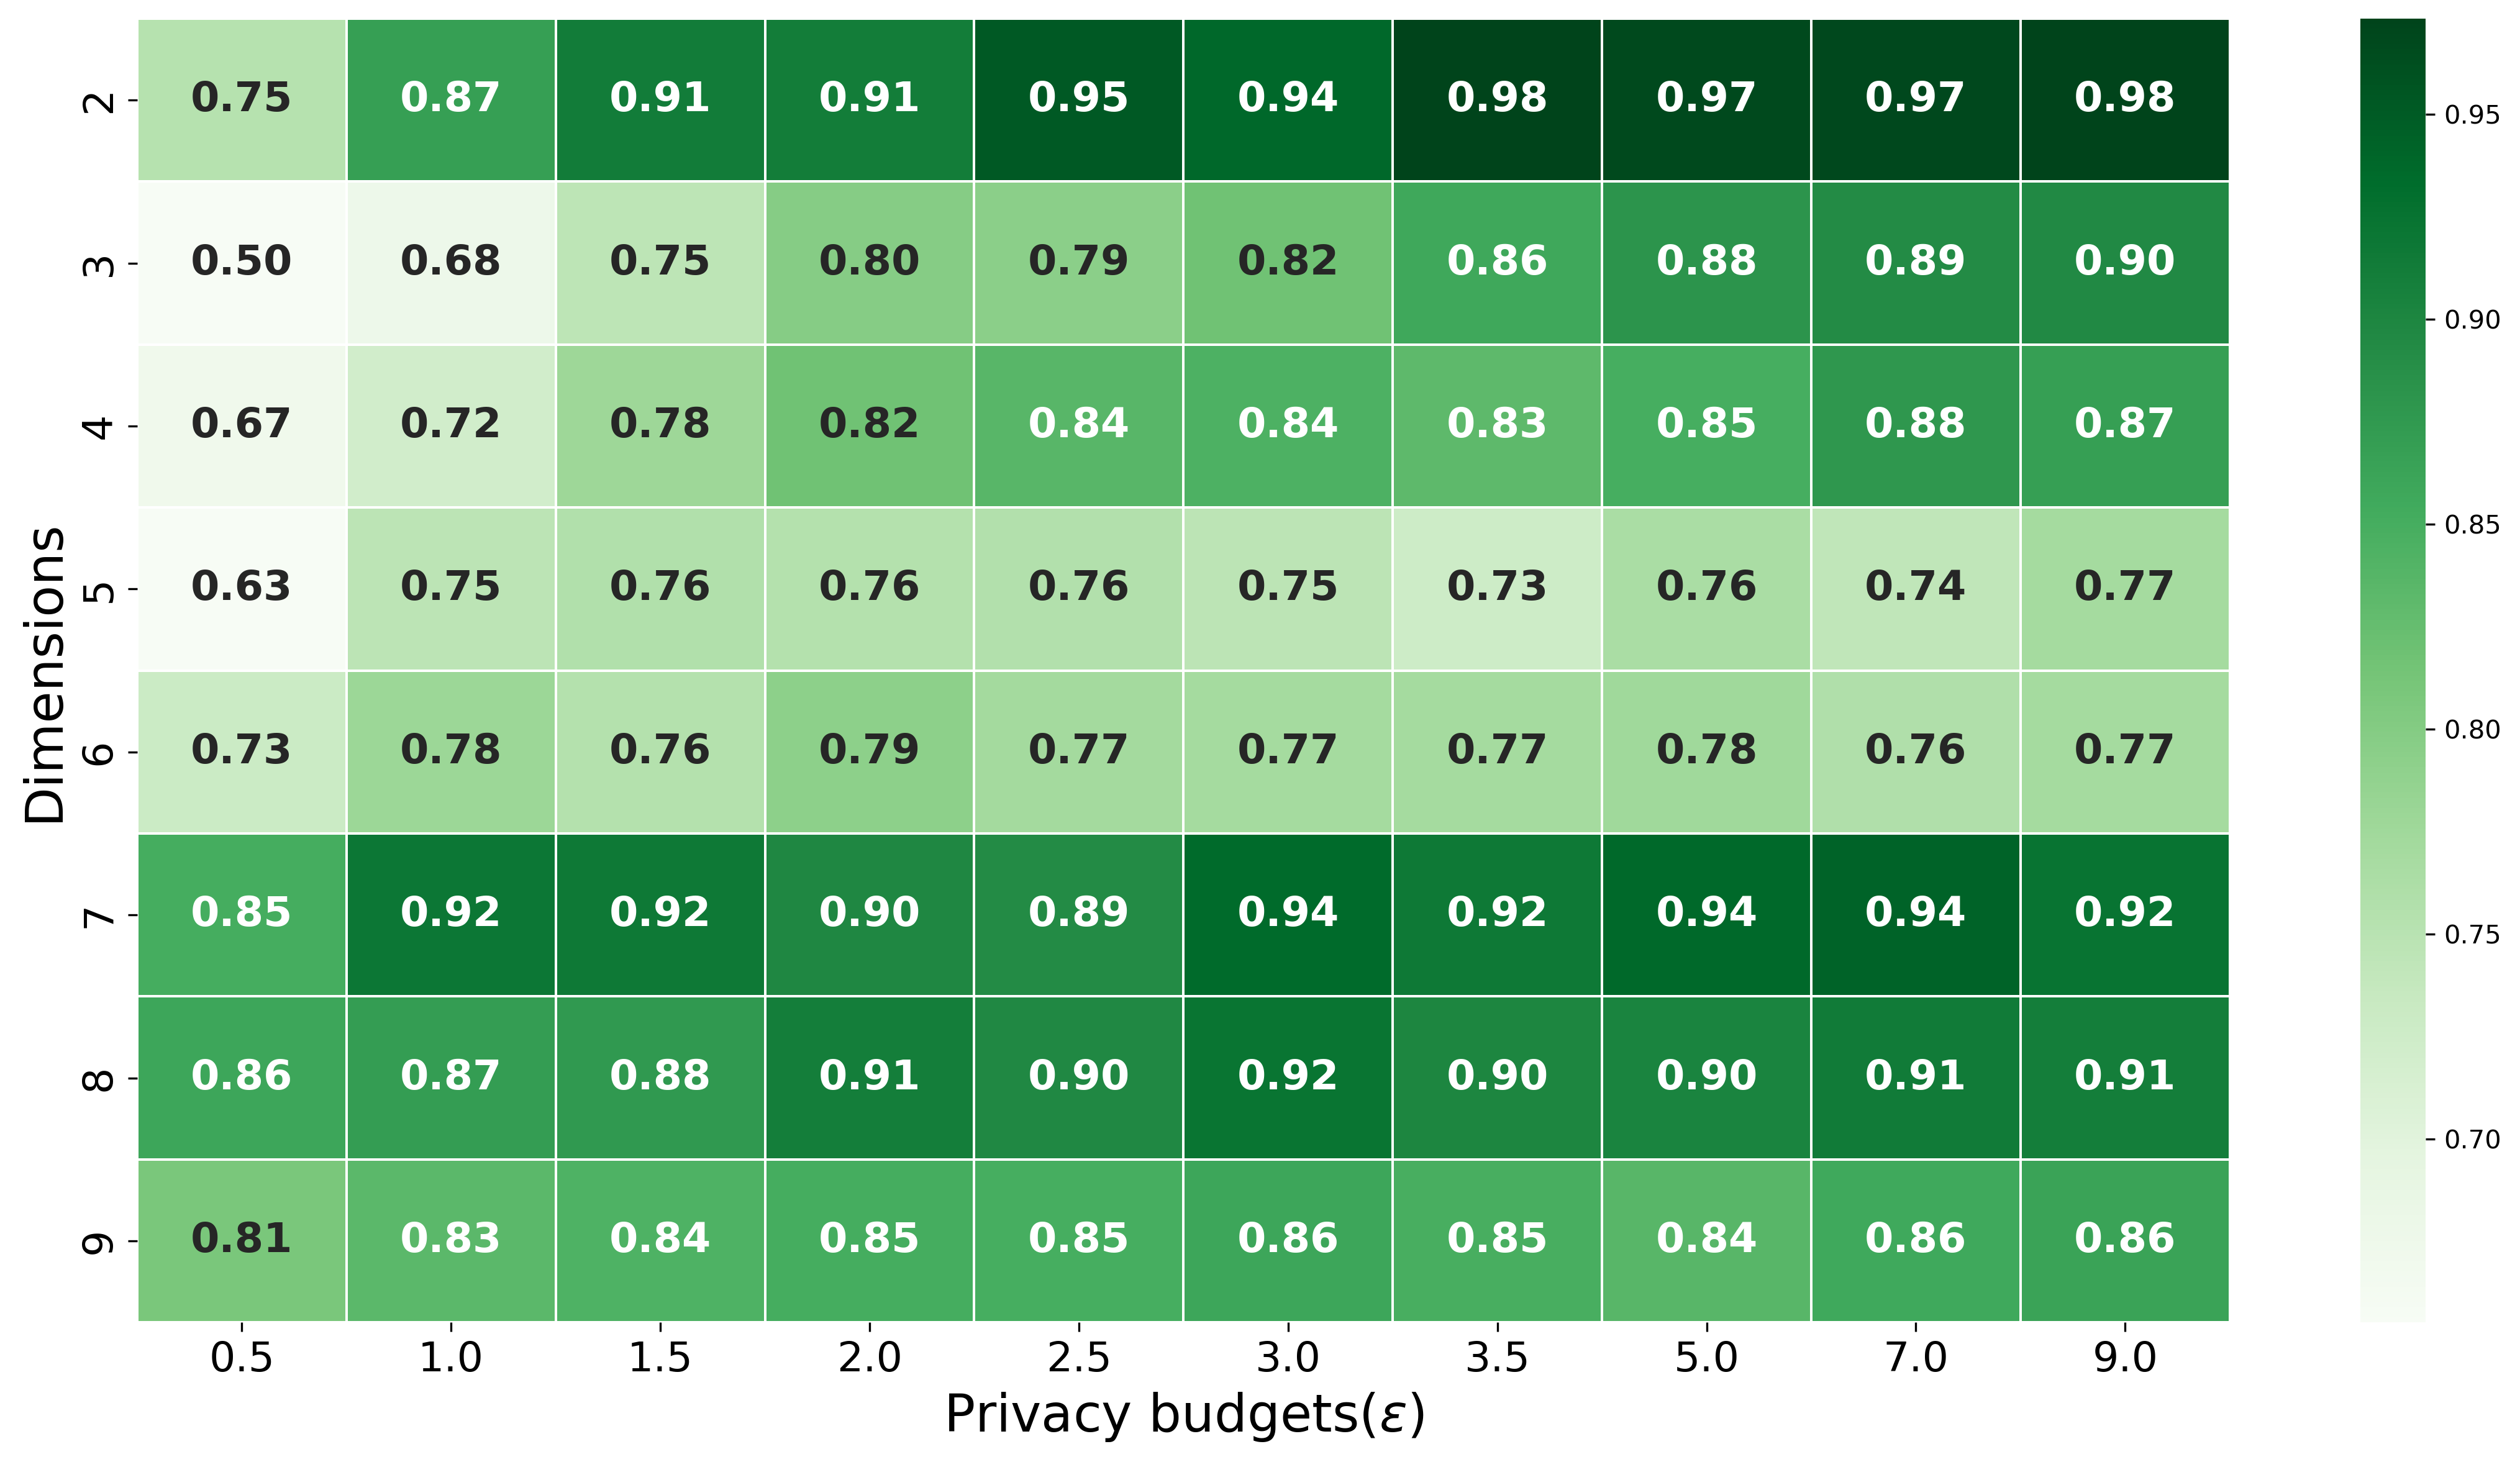 2 0.75 0.87 0.91 0.91 0.95 0.94 0.98 0.97 0.97 0.98
3 0.50 0.68 0.75 0.80 0.79 0.82 0.86 0.88 0.89 0.90
4 0.67 0.72 0.78 0.82 0.84 0.84 0.83 0.85 0.88 0.87
5 0.63 0.75 0.76 0.76 0.76 0.75 0.73 0.76 0.74 0.77
6 0.73 0.78 0.76 0.79 0.77 0.77 0.77 0.78 0.76 0.77
7 0.85 0.92 0.92 0.90 0.89 0.94 0.92 0.94 0.94 0.92
8 0.86 0.87 0.88 0.91 0.90 0.92 0.90 0.90 0.91 0.91
9 0.81 0.83 0.84 0.85 0.85 0.86 0.85 0.84 0.86 0.86
0.5 1.0 1.5 2.0 2.5 3.0 3.5 5.0 7.0 9.0
Privacy budgets(ε)
Dimensions
0.95
0.90
0.85
0.80
0.75
0.70